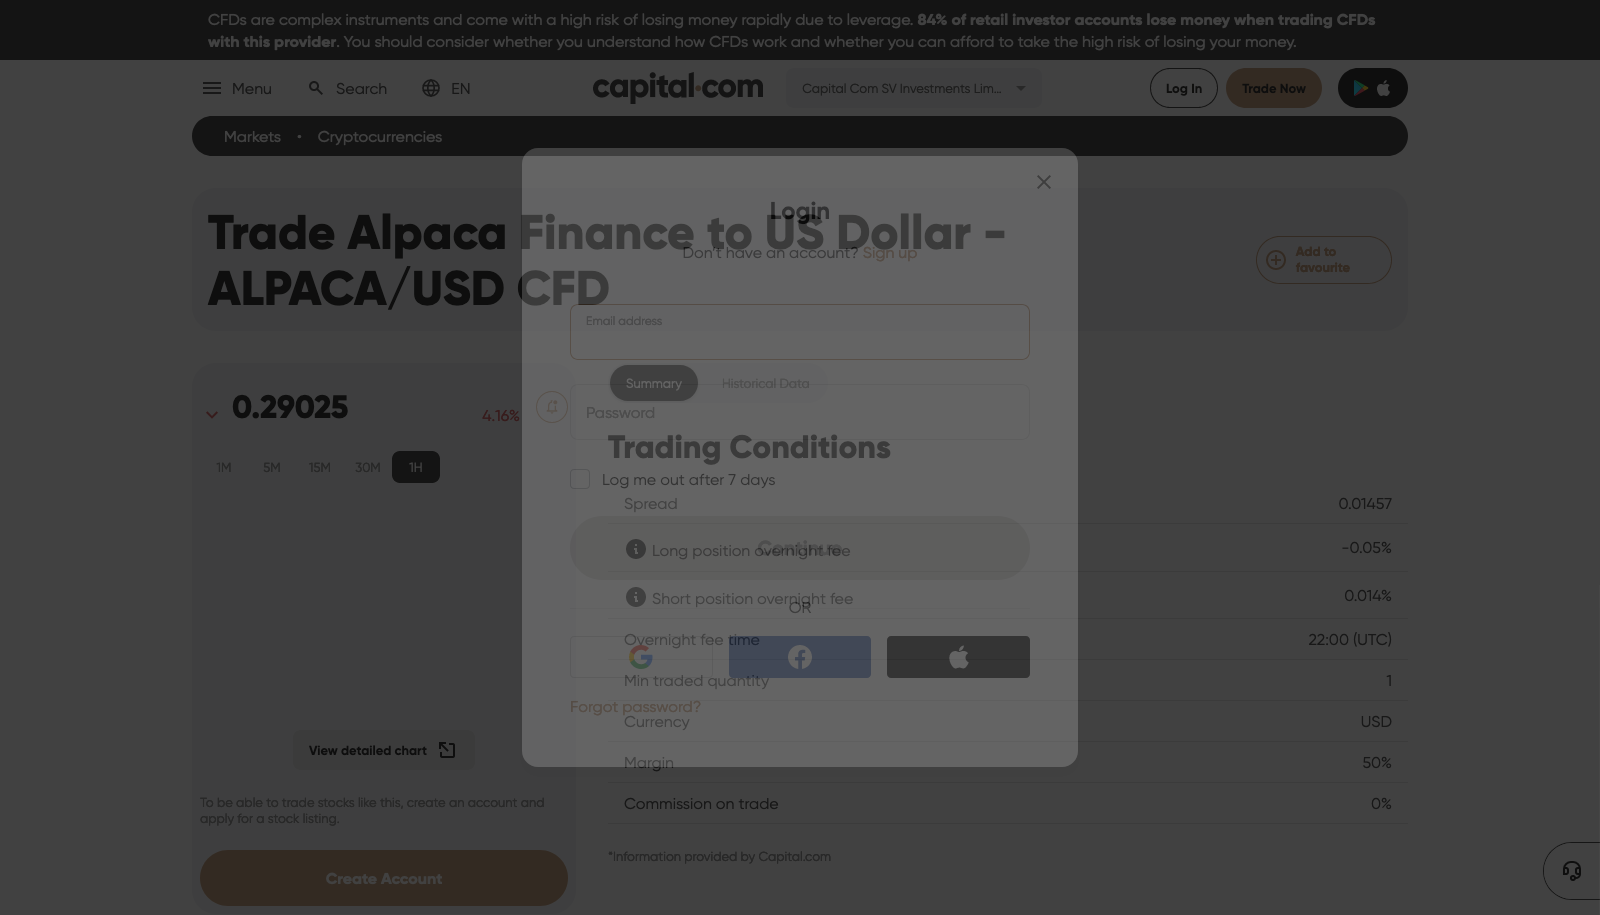 CFDs are complex instruments and come with a high risk of losing money rapidly due to leverage. 84% of retail investor accounts lose money when trading CFDs
with this provider. You should consider whether you understand how CFDs work and whether you can afford to take the high risk of losing your money.
Menu
Search
EN
capital.com
Capital Com SV Investments Lim...
Log In
Trade Now
Markets • Cryptocurrencies
Trade Alpaca Finance to US Dollar -
ALPACA/USD CFD
Add to
favourite
Login
Don't have an account? Sign up
Email address
Password
Log me out after 7 days
Continue
OR
Forgot password?
0.29025
4.16%
1M
5M
15M
30M
1H
View detailed chart
To be able to trade stocks like this, create an account and
apply for a stock listing.
Create Account
Summary
Historical Data
Trading Conditions
Spread 0.01457
Long position overnight fee -0.05%
Short position overnight fee 0.014%
Overnight fee time 22:00 (UTC)
Min traded quantity 1
Currency USD
Margin 50%
Commission on trade 0%
*Information provided by Capital.com